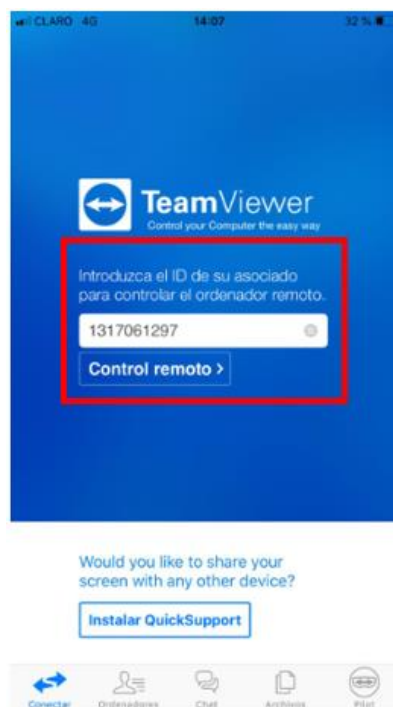 CLARO 4G 14:07 32 %
TeamViewer
Control your Computer the easy way
Introduzca el ID de su asociado
para controlar el ordenador remoto.
1317061297
Control remoto >
Would you like to share your
screen with any other device?
Instalar QuickSupport
Conectar Ordenadores Chat Archivos Pilot